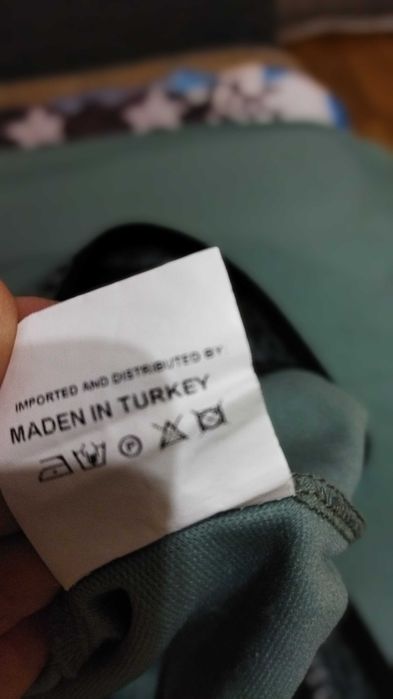 IMPORTED AND DISTRIBUTED BY
MADEN IN TURKEY
P